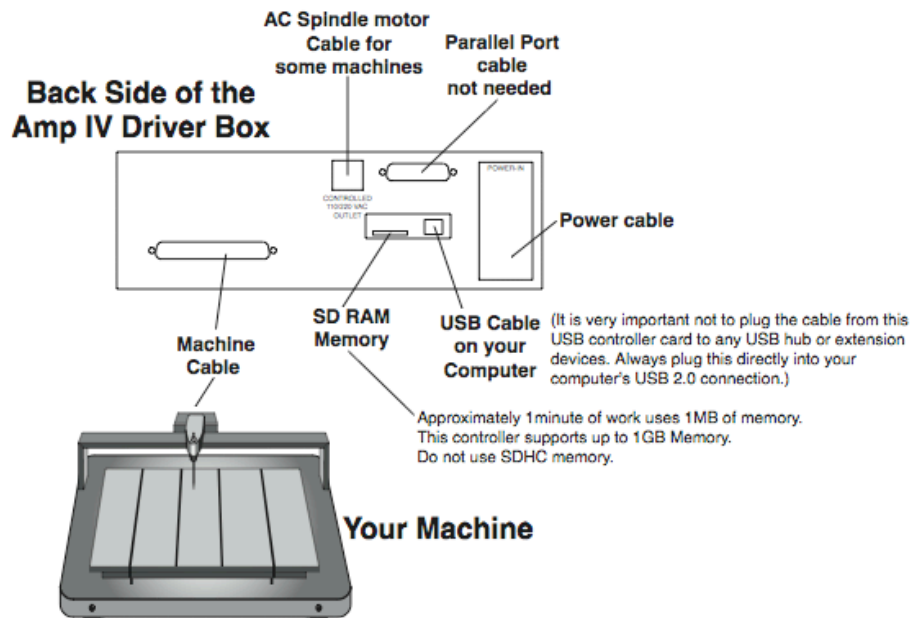 AC Spindle motor
Cable for
some machines
Parallel Port
cable
not needed
Back Side of the
Amp IV Driver Box
POWER-IN
CONTROLLED
110/220 VAC
OUTLET
Power cable
SD RAM
Memory
USB Cable
on your
Computer
(It is very important not to plug the cable from this
USB controller card to any USB hub or extension
devices. Always plug this directly into your
computer's USB 2.0 connection.)
Machine
Cable
Approximately 1minute of work uses 1MB of memory.
This controller supports up to 1GB Memory.
Do not use SDHC memory.
Your Machine